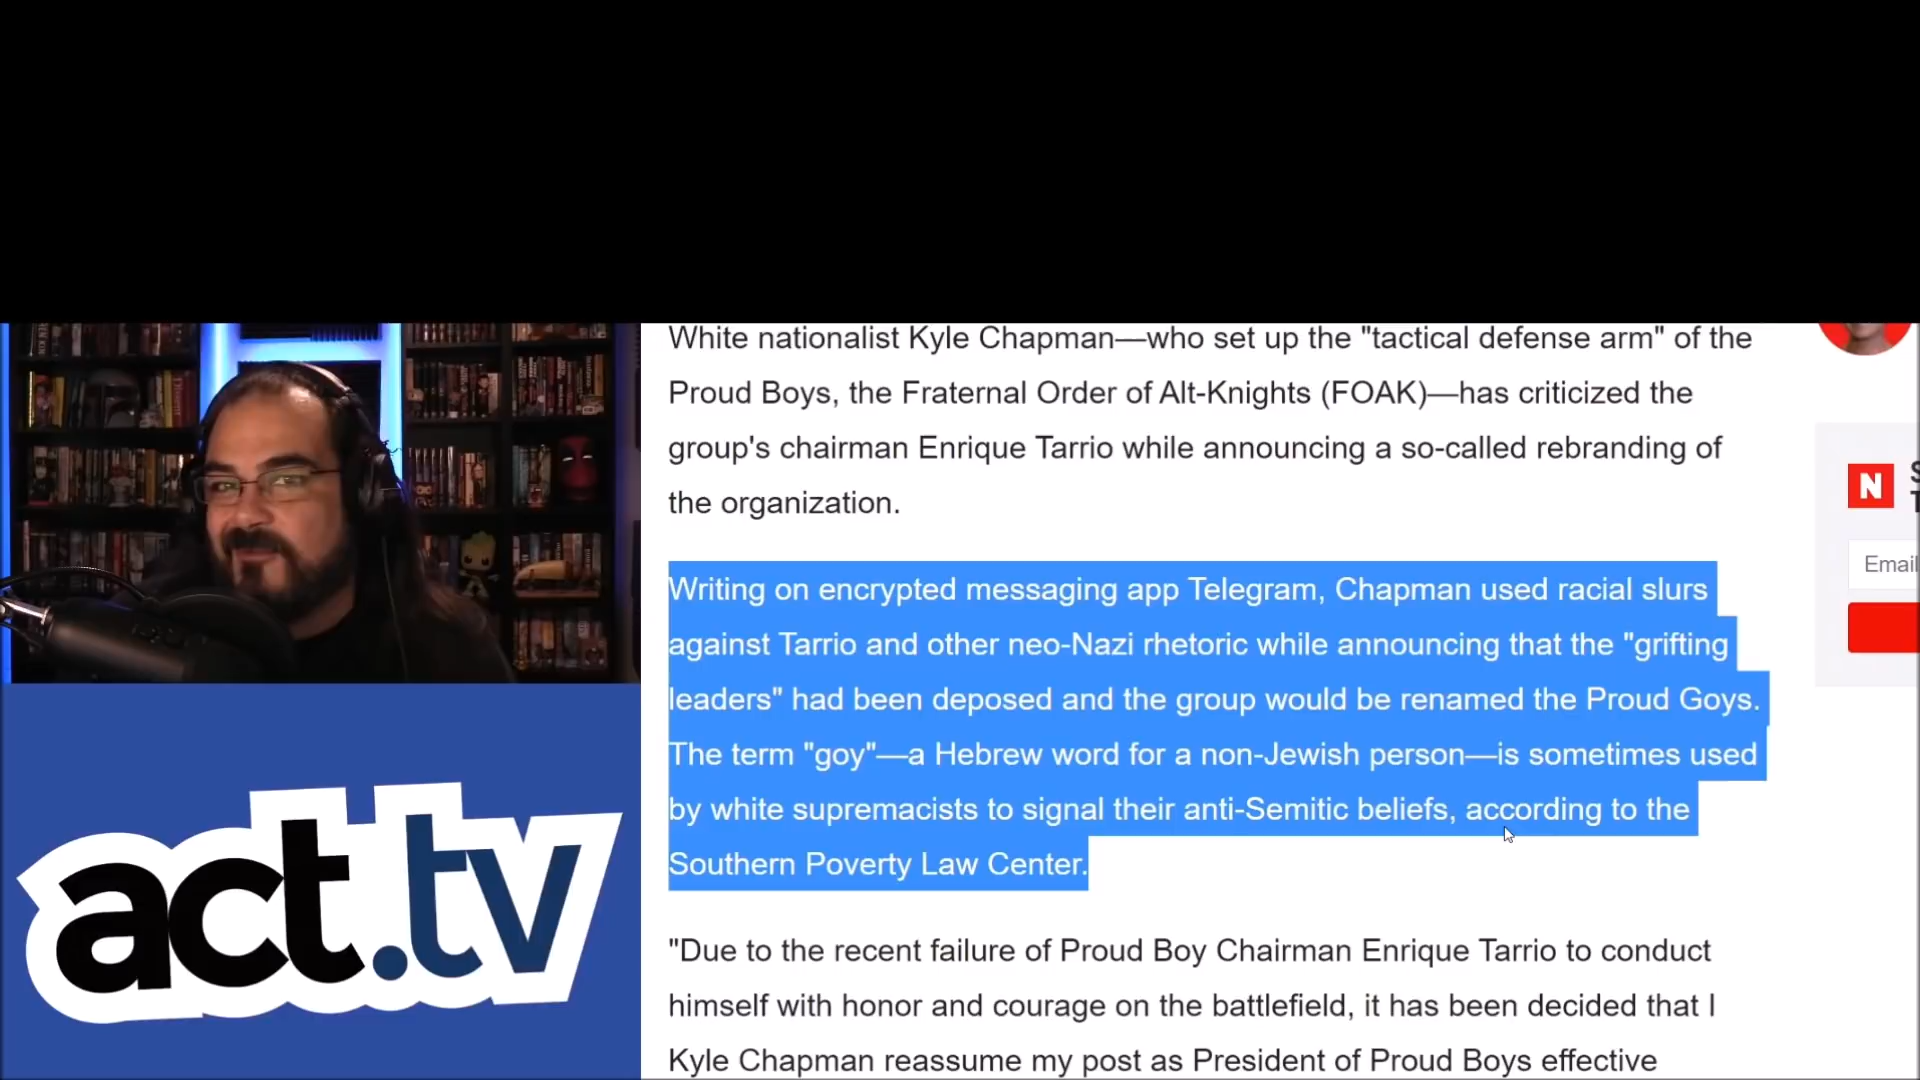 White nationalist Kyle Chapman—who set up the "tactical defense arm" of the
Proud Boys, the Fraternal Order of Alt-Knights (FOAK)—has criticized the
group's chairman Enrique Tarrio while announcing a so-called rebranding of
the organization.
Writing on encrypted messaging app Telegram, Chapman used racial slurs
against Tarrio and other neo-Nazi rhetoric while announcing that the "grifting
leaders" had been deposed and the group would be renamed the Proud Goys.
The term "goy"—a Hebrew word for a non-Jewish person—is sometimes used
by white supremacists to signal their anti-Semitic beliefs, according to the
Southern Poverty Law Center.
"Due to the recent failure of Proud Boy Chairman Enrique Tarrio to conduct
himself with honor and courage on the battlefield, it has been decided that I
Kyle Chapman reassume my post as President of Proud Boys effective
N
Email
act.tv